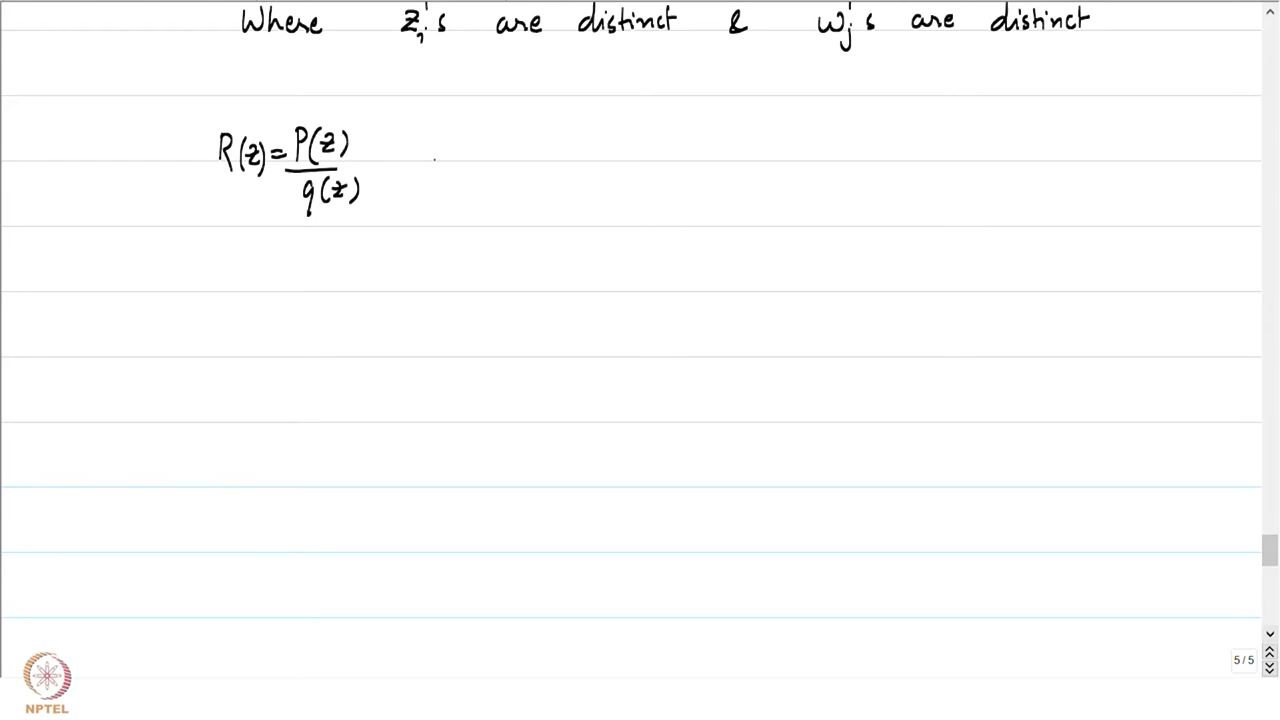 Where z_i's are distinct & w_j's are distinct
R(z) = P(z)
q(z)
5 / 5
NPTEL